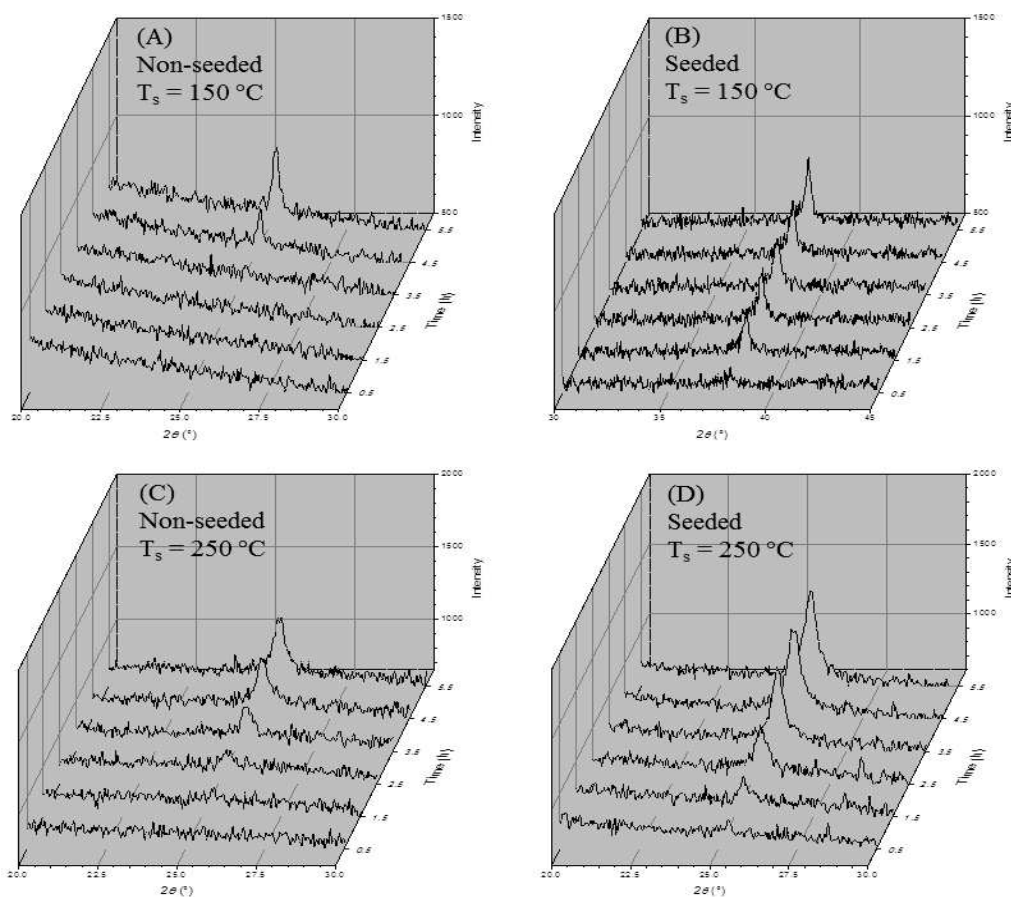 (A)
Non-seeded
Tₛ = 150 °C
1500
1000
500
Intensity
5.5
4.5
3.5
2.5
1.5
0.5
Time (h)
20.0 22.5 25.0 27.5 30.0
2θ (°)
(B)
Seeded
Tₛ = 150 °C
1500
1000
500
Intensity
5.5
4.5
3.5
2.5
1.5
0.5
Time (h)
30 35 40 45
2θ (°)
(C)
Non-seeded
Tₛ = 250 °C
2000
1500
1000
Intensity
5.5
4.5
3.5
2.5
1.5
0.5
Time (h)
20.0 22.5 25.0 27.5 30.0
2θ (°)
(D)
Seeded
Tₛ = 250 °C
2000
1500
1000
Intensity
5.5
4.5
3.5
2.5
1.5
0.5
Time (h)
20.0 22.5 25.0 27.5 30.0
2θ (°)